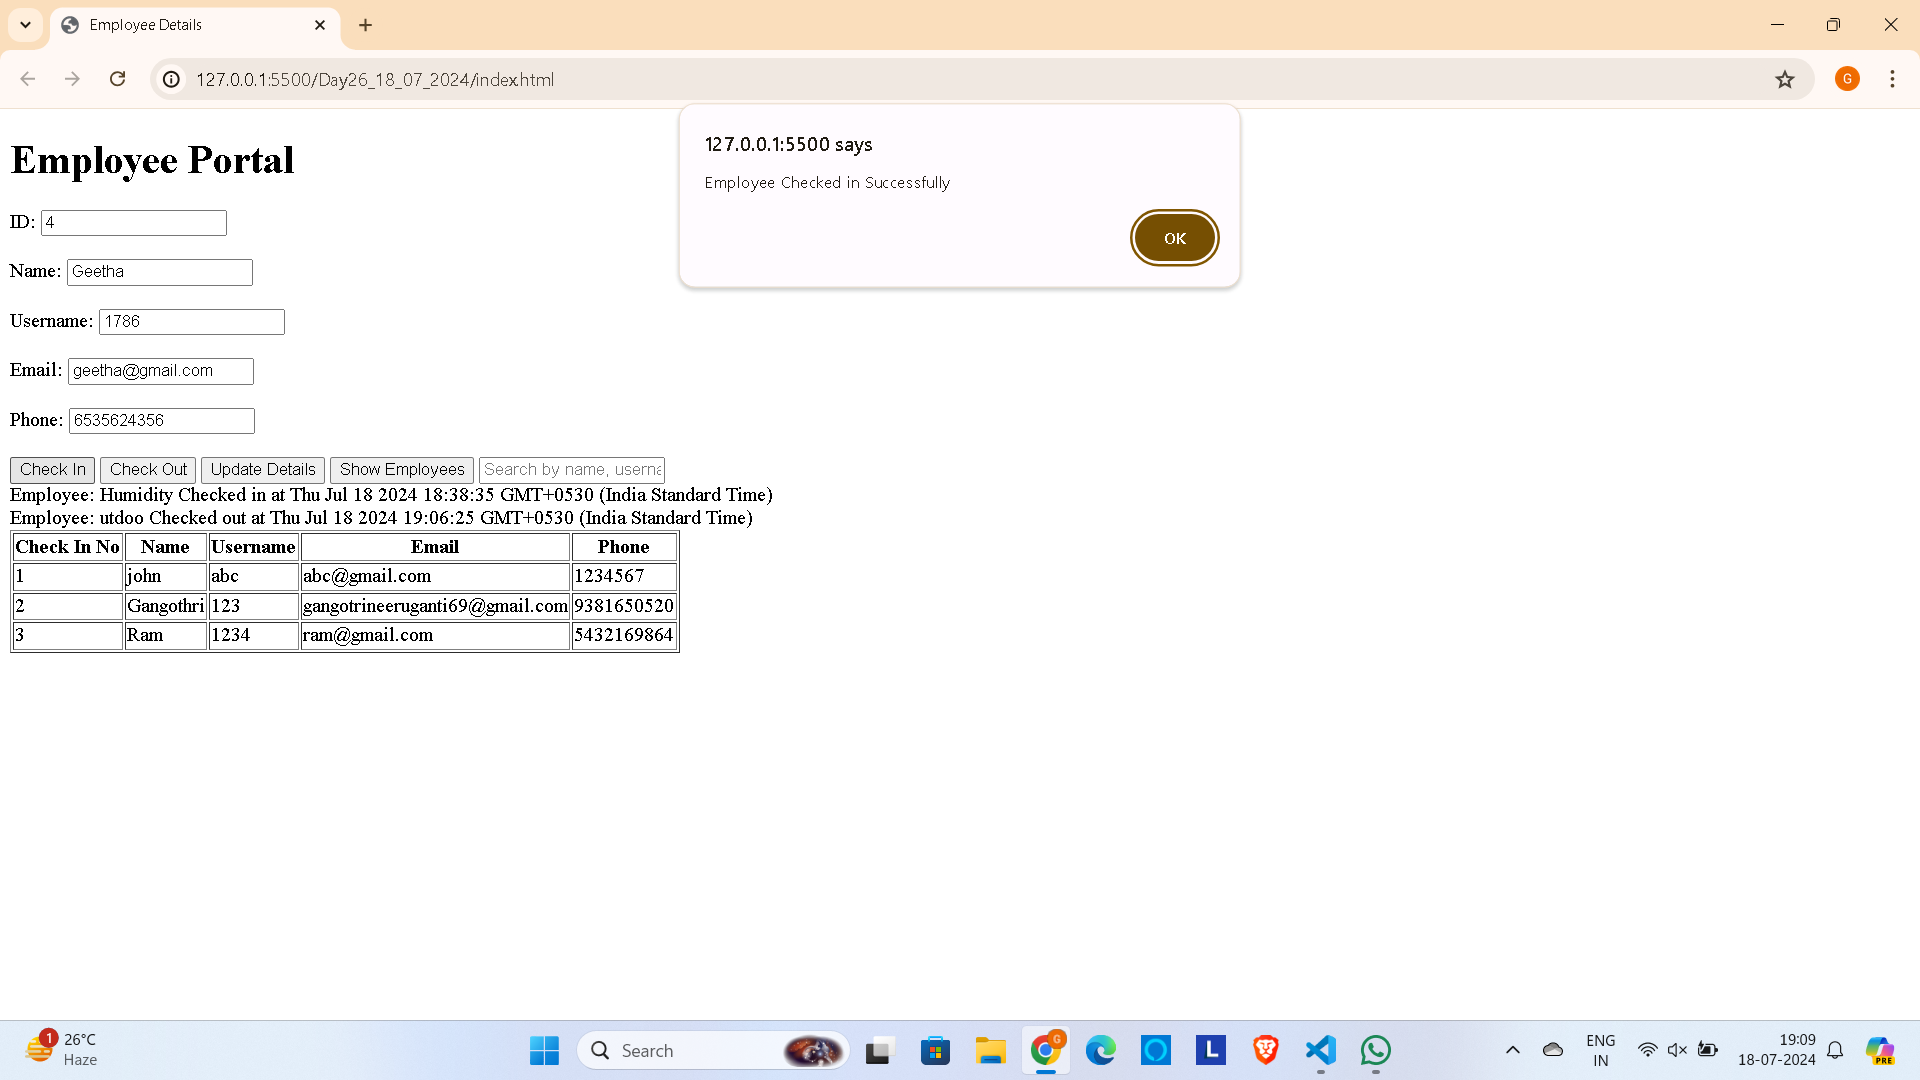 Employee Details
127.0.0.1:5500/Day26_18_07_2024/index.html
G
127.0.0.1:5500 says
Employee Checked in Successfully
OK
Employee Portal
ID: 4
Name: Geetha
Username: 1786
Email: geetha@gmail.com
Phone: 6535624356
Check In Check Out Update Details Show Employees Search by name, userna
Employee: Humidity Checked in at Thu Jul 18 2024 18:38:35 GMT+0530 (India Standard Time)
Employee: utdoo Checked out at Thu Jul 18 2024 19:06:25 GMT+0530 (India Standard Time)
Check In No Name Username Email Phone
1 john abc abc@gmail.com 1234567
2 Gangothri 123 gangotrineeruganti69@gmail.com 9381650520
3 Ram 1234 ram@gmail.com 5432169864
1
26°C
Haze
Search
G
L
ENG
IN
19:09
18-07-2024
PRE